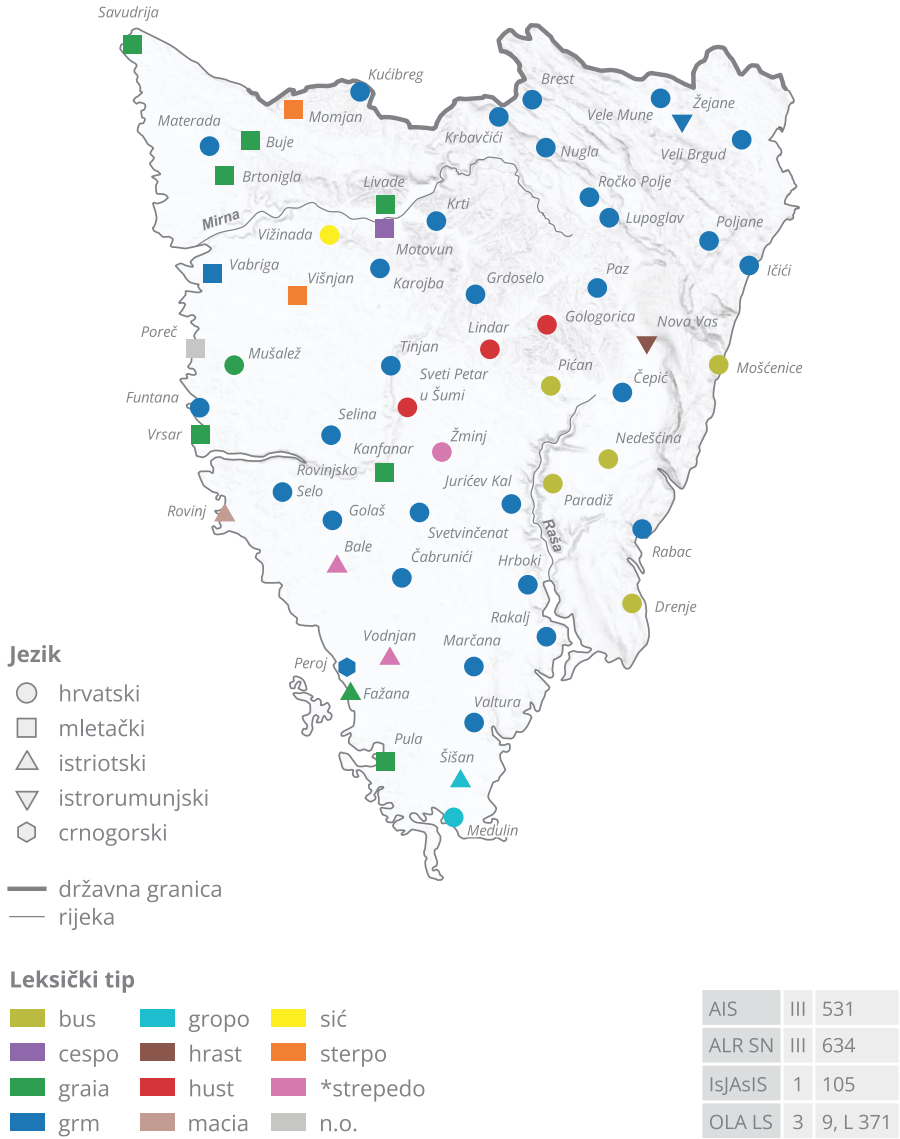 Savudrija
Kućibreg
Brest
Žejane
Vele Mune
Momjan
Materada
Buje
Krbavčići
Nugla
Veli Brgud
Brtonigla
Livade
Ročko Polje
Krti
Lupoglav
Mirna
Poljane
Vižinada
Motovun
Vabriga
Višnjan
Karojba
Grdoselo
Paz
Ičići
Gologorica
Nova Vas
Poreč
Lindar
Mušalež
Tinjan
Pićan
Mošćenice
Sveti Petar
u Šumi
Čepić
Funtana
Selina
Vrsar
Žminj
Nedešćina
Kanfanar
Rovinjsko
Selo
Jurićev Kal
Paradiž
Rovinj
Golaš
Svetvinčenat
Raša
Bale
Čabrunići
Hrboki
Rabac
Drenje
Rakalj
Vodnjan
Marčana
Peroj
Fažana
Valtura
Pula
Šišan
Medulin
Jezik
hrvatski
mletački
istriotski
istrorumunjski
crnogorski
državna granica
rijeka
Leksički tip
bus gropo sić
cespo hrast sterpo
graia hust *strepedo
grm macia n.o.
AIS III 531
ALR SN III 634
IsJAsIS 1 105
OLA LS 3 9, L 371